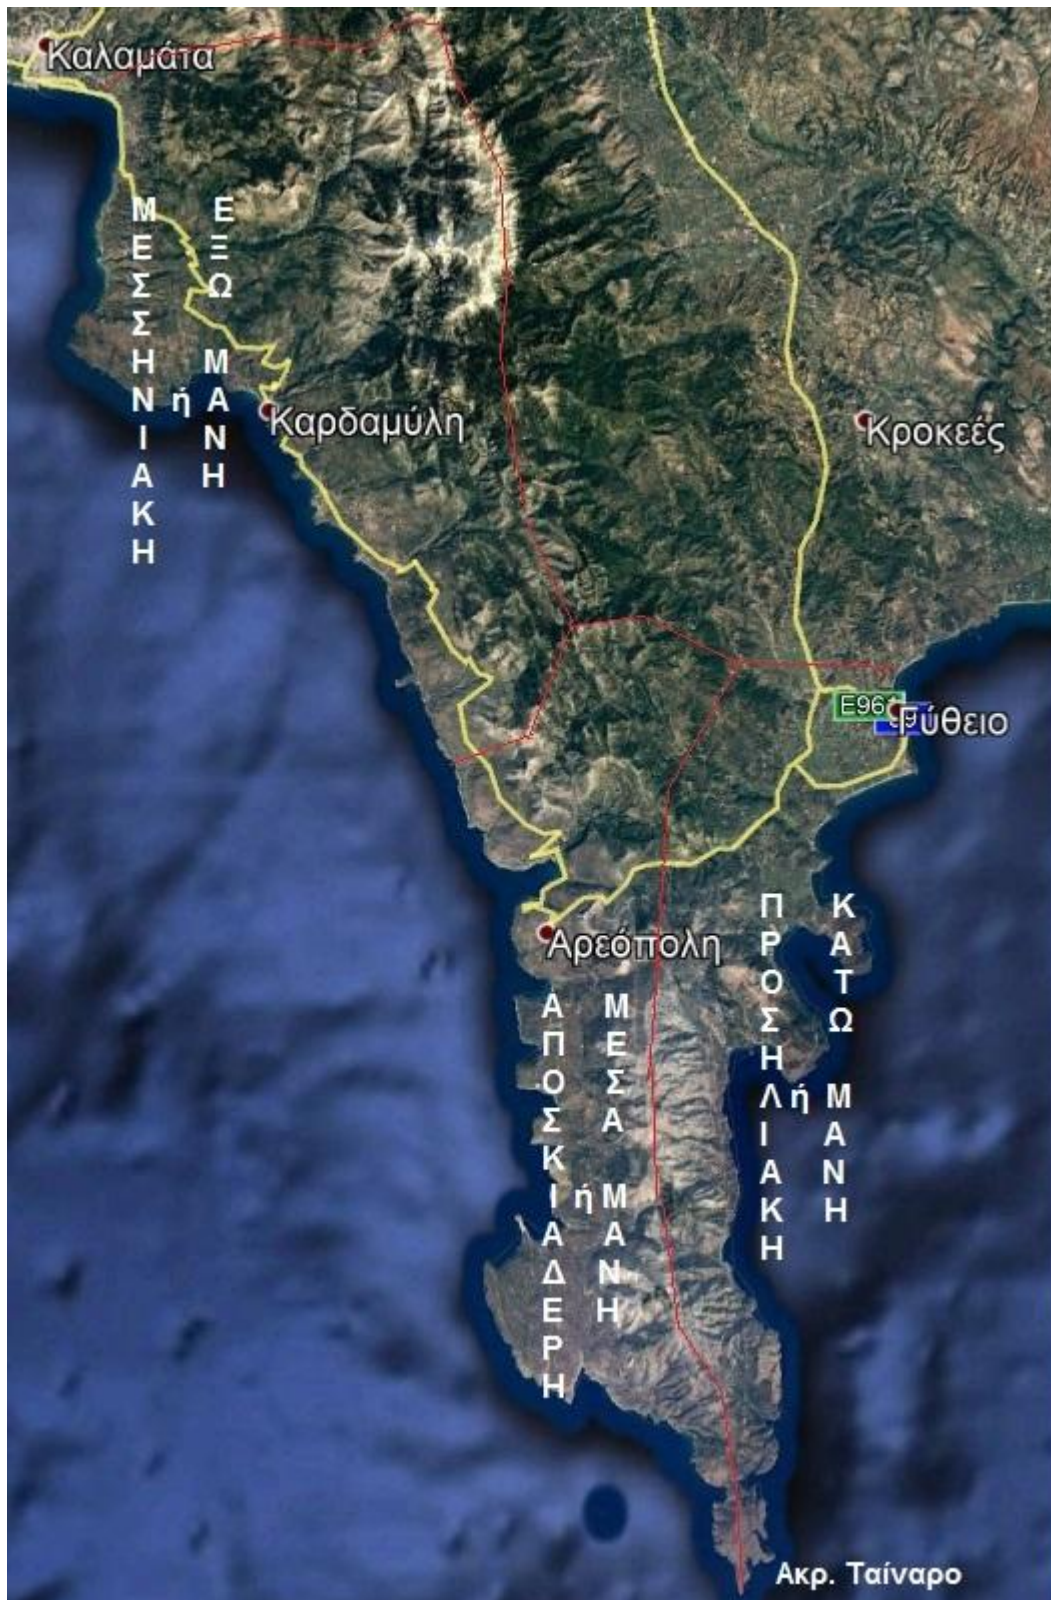 Καλαμάτα
ΜΕΣΣΗΝΙΑΚΗ
ή
ΕΞΩ ΜΑΝΗ
Καρδαμύλη
Κροκεές
E961
Γύθειο
Αρεόπολη
ΑΠΟΣΚΙΑΔΕΡΗ
ή
ΜΕΣΑ ΜΑΝΗ
ΠΡΟΣΗΛΙΑΚΗ
ή
ΚΑΤΩ ΜΑΝΗ
Ακρ. Ταίναρο